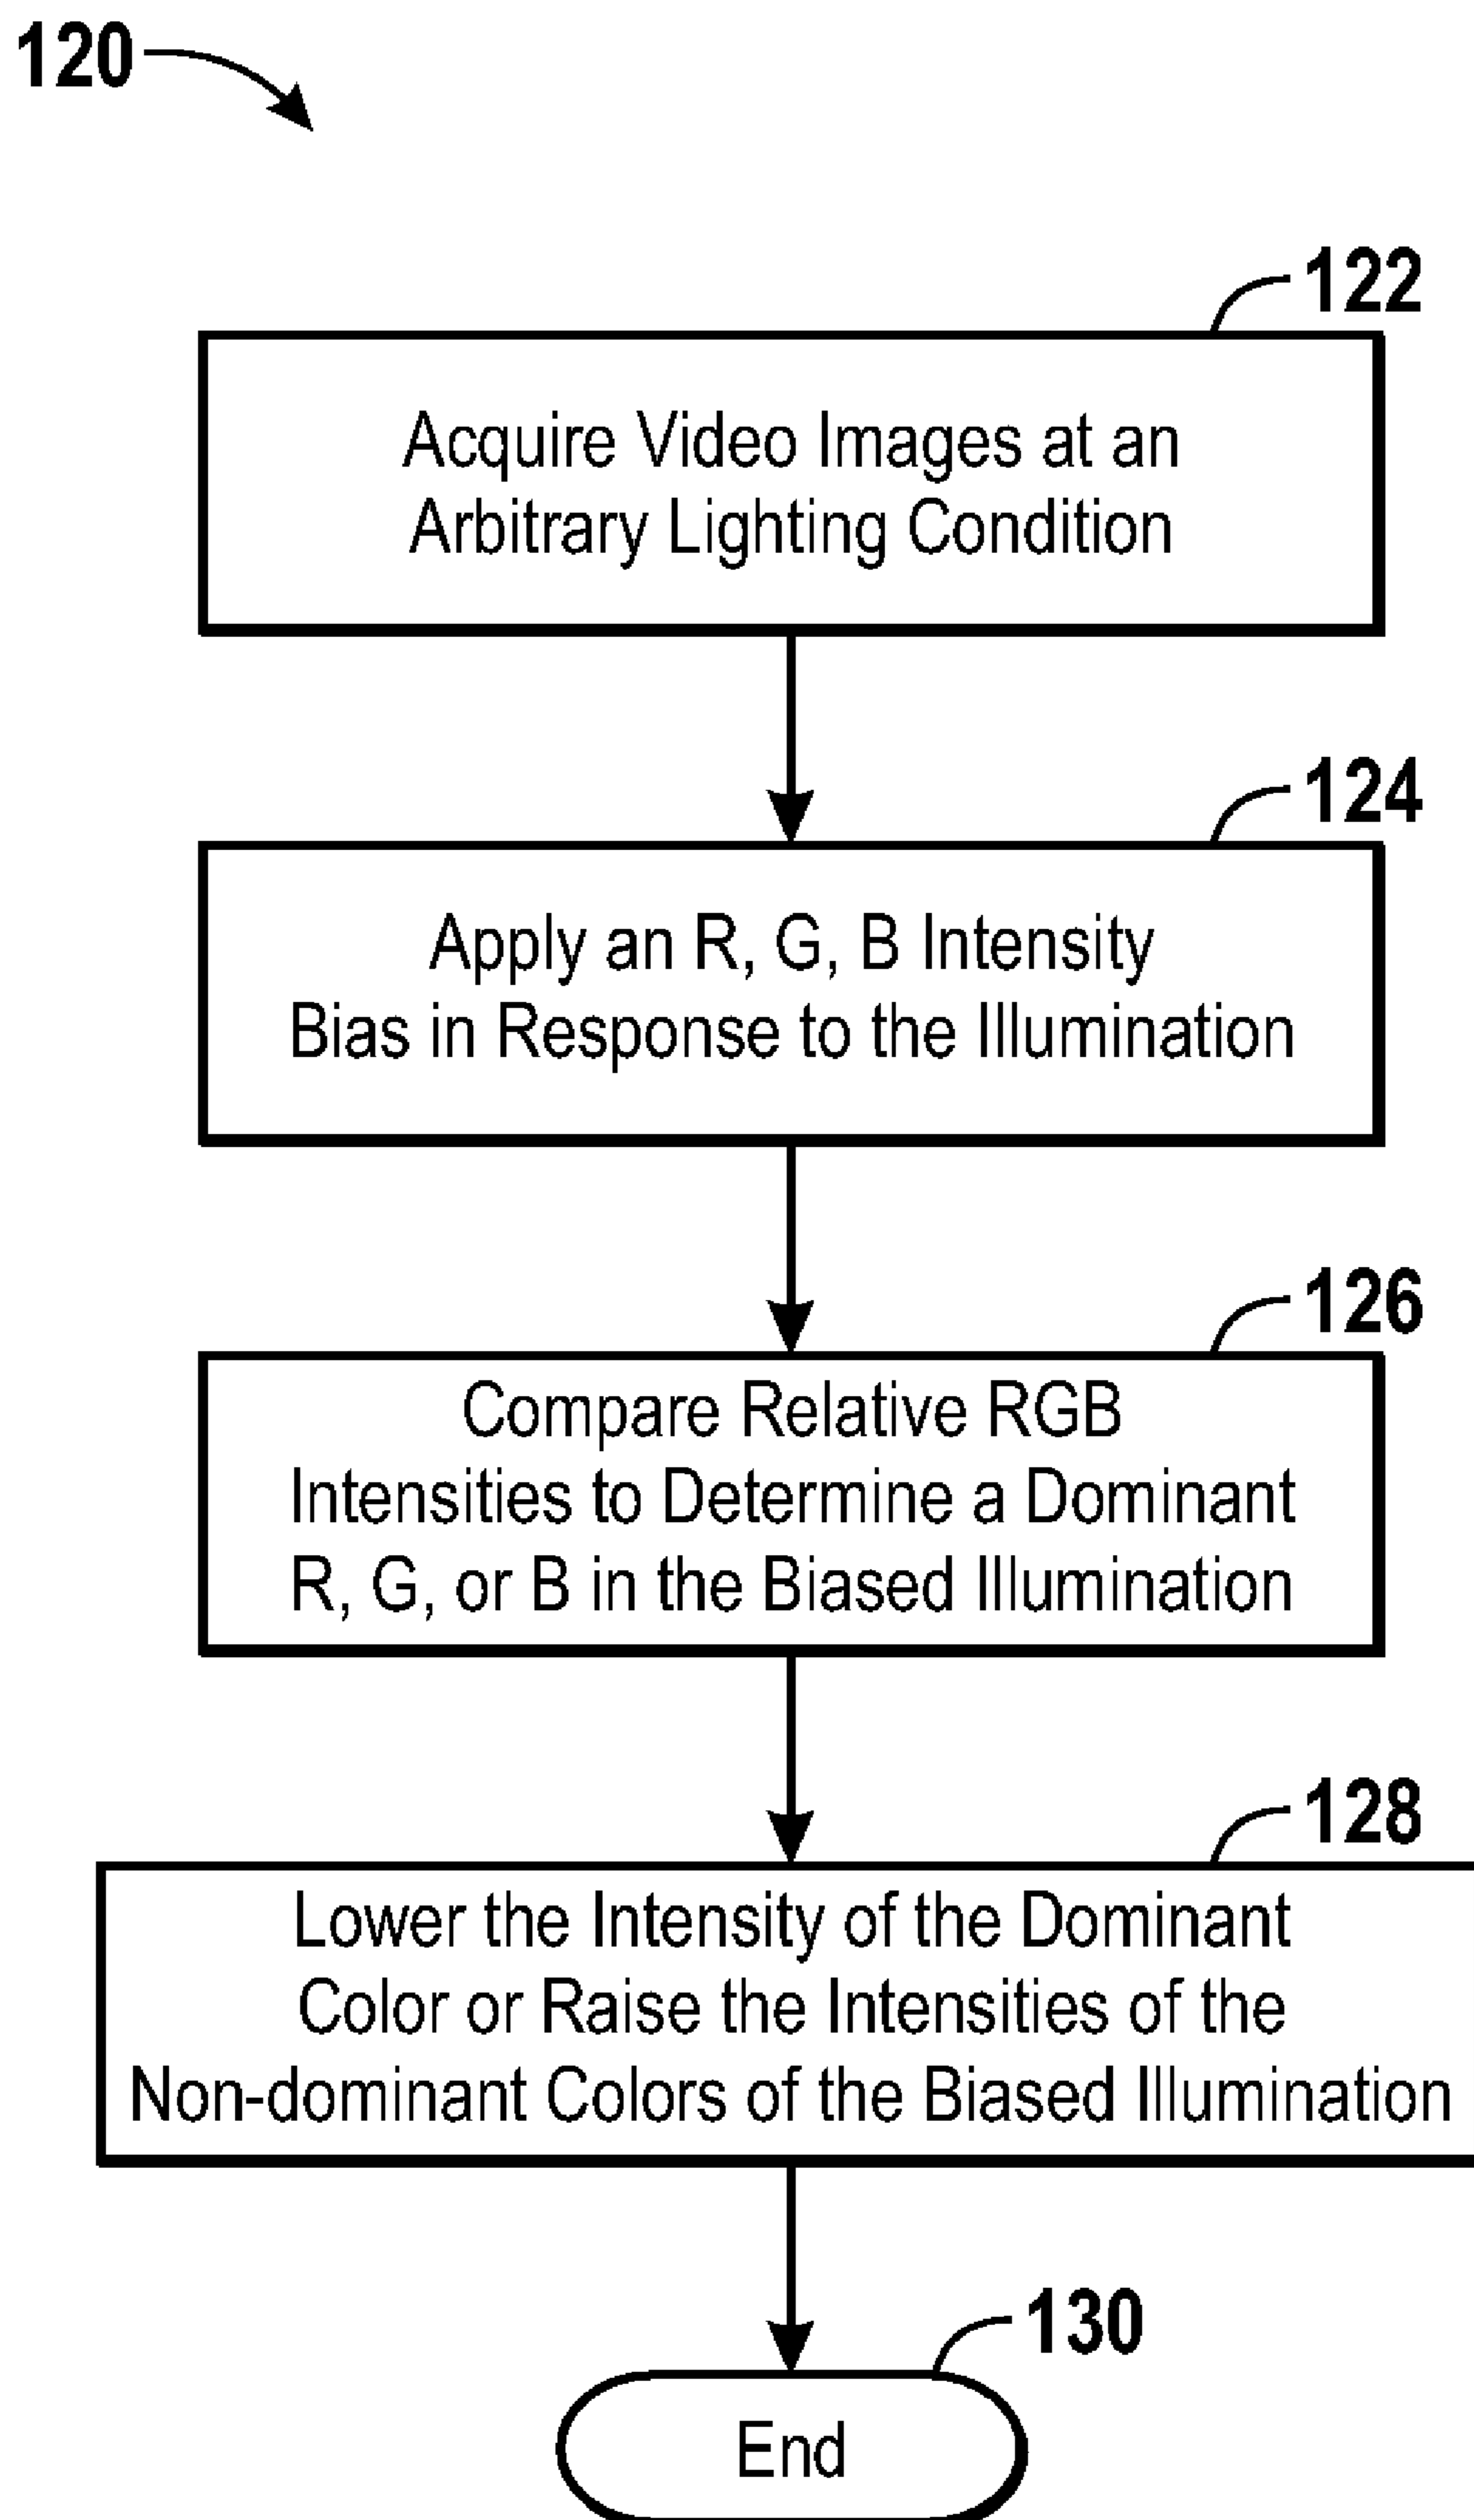 120
122
Acquire Video Images at an
Arbitrary Lighting Condition
124
Apply an R, G, B Intensity
Bias in Response to the Illumination
126
Compare Relative RGB
Intensities to Determine a Dominant
R, G, or B in the Biased Illumination
128
Lower the Intensity of the Dominant
Color or Raise the Intensities of the
Non-dominant Colors of the Biased Illumination
130
End